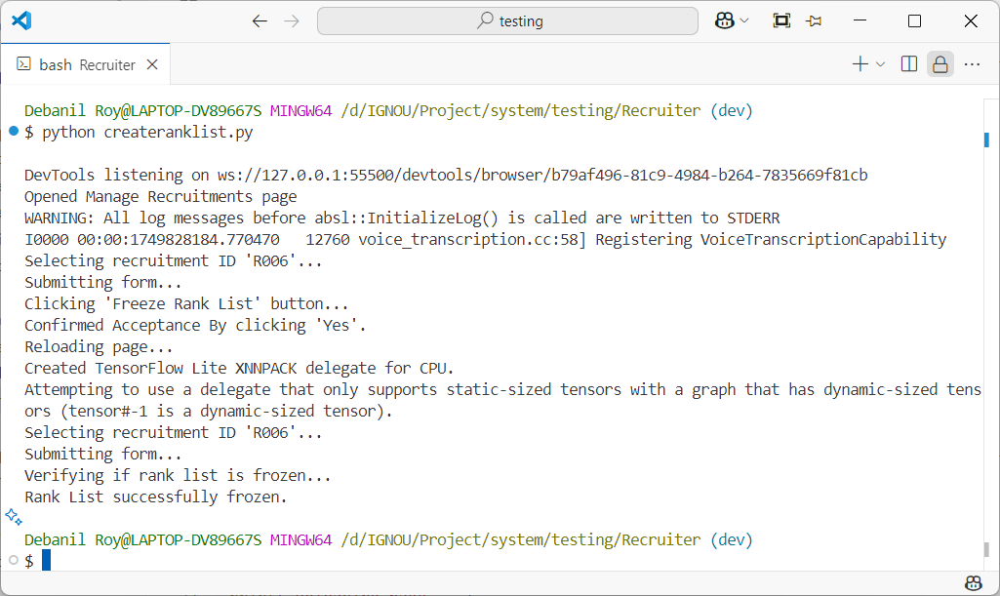 testing
bash Recruiter
Debanil Roy@LAPTOP-DV89667S MINGW64 /d/IGNOU/Project/system/testing/Recruiter (dev)
$ python createranklist.py
DevTools listening on ws://127.0.0.1:55500/devtools/browser/b79af496-81c9-4984-b264-7835669f81cb
Opened Manage Recruitments page
WARNING: All log messages before absl::InitializeLog() is called are written to STDERR
I0000 00:00:1749828184.770470   12760 voice_transcription.cc:58] Registering VoiceTranscriptionCapability
Selecting recruitment ID 'R006'...
Submitting form...
Clicking 'Freeze Rank List' button...
Confirmed Acceptance By clicking 'Yes'.
Reloading page...
Created TensorFlow Lite XNNPACK delegate for CPU.
Attempting to use a delegate that only supports static-sized tensors with a graph that has dynamic-sized tens
ors (tensor#-1 is a dynamic-sized tensor).
Selecting recruitment ID 'R006'...
Submitting form...
Verifying if rank list is frozen...
Rank List successfully frozen.
Debanil Roy@LAPTOP-DV89667S MINGW64 /d/IGNOU/Project/system/testing/Recruiter (dev)
$